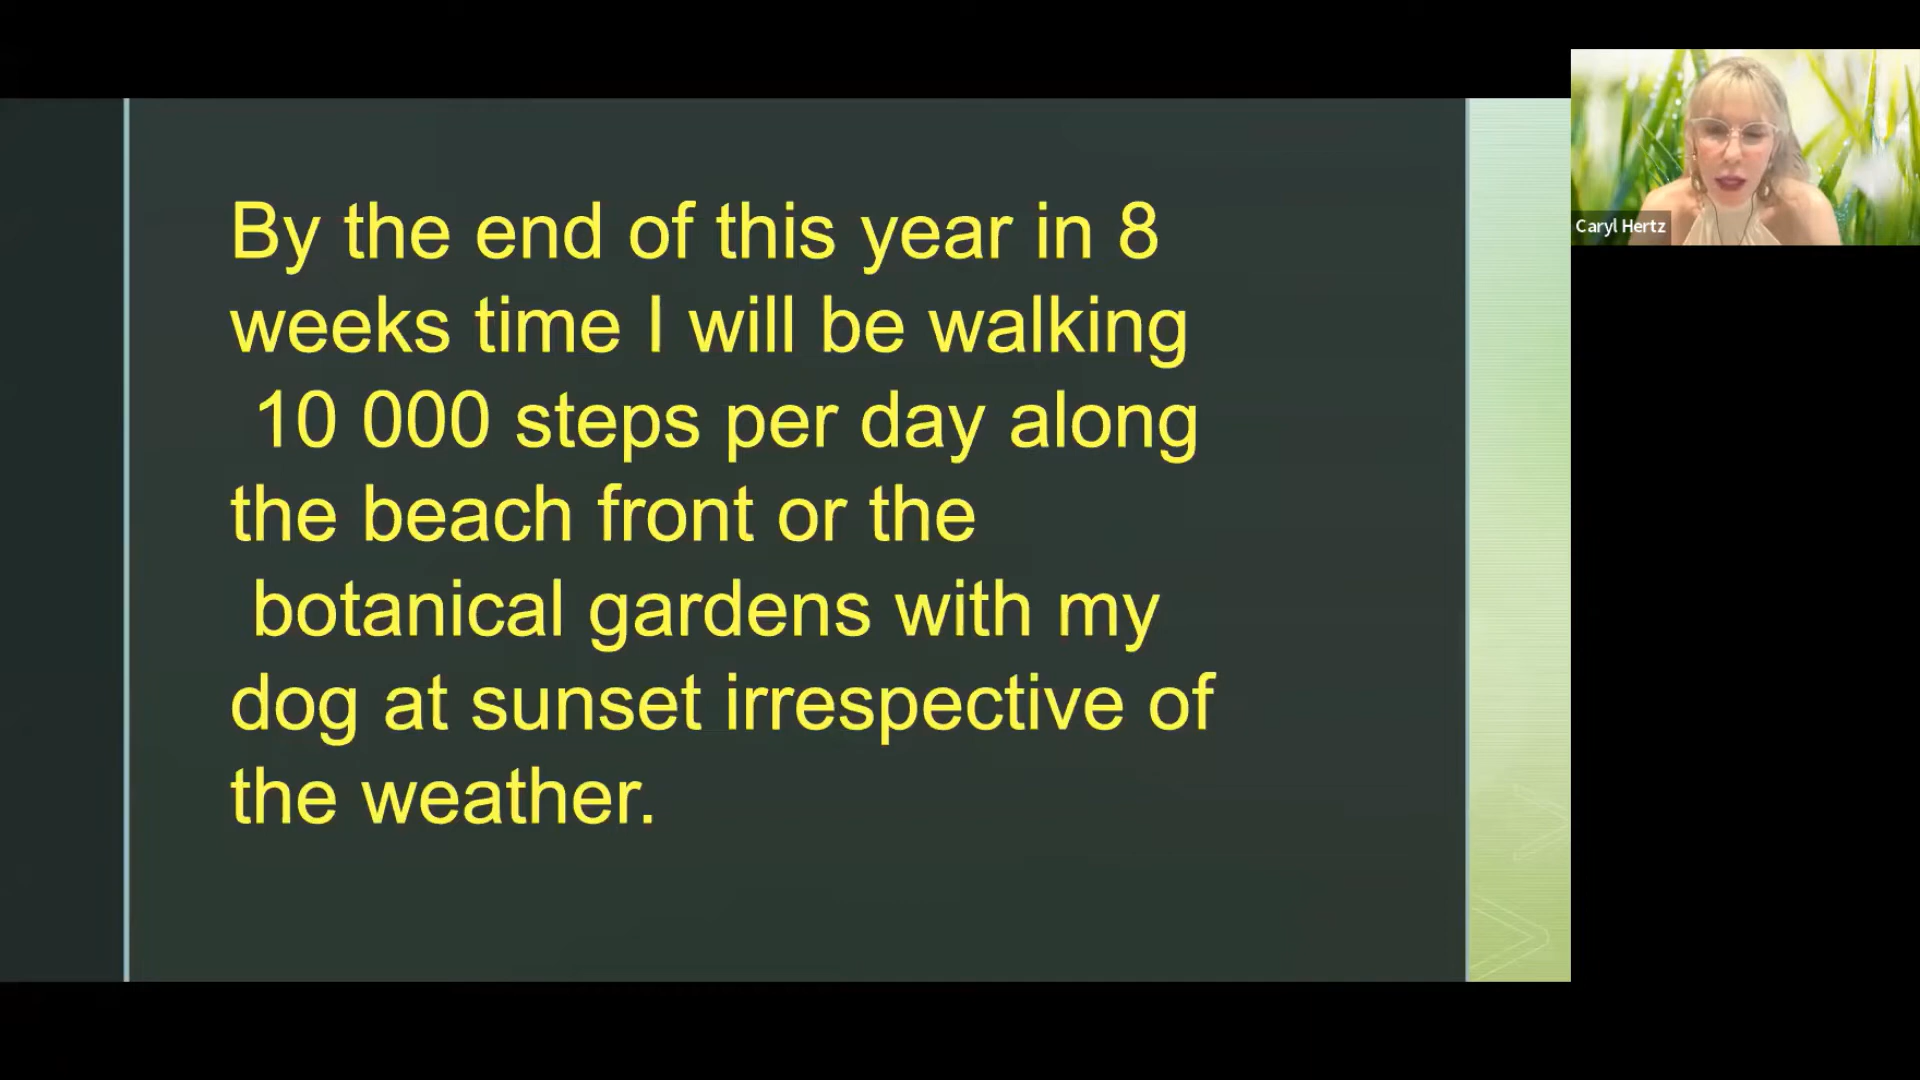 By the end of this year in 8
weeks time I will be walking
10 000 steps per day along
the beach front or the
botanical gardens with my
dog at sunset irrespective of
the weather.
Caryl Hertz